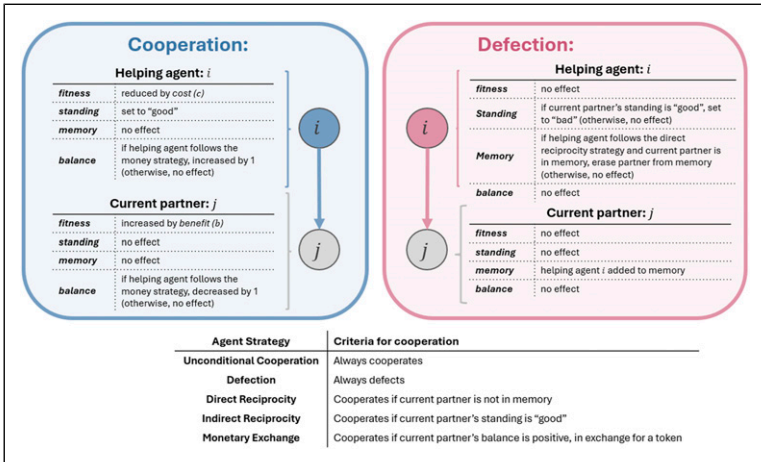 Cooperation:
Helping agent: i
fitness reduced by cost (c)
standing set to "good"
memory no effect
balance if helping agent follows the
money strategy, increased by 1
(otherwise, no effect)
Current partner: j
fitness increased by benefit (b)
standing no effect
memory no effect
balance if helping agent follows the
money strategy, decreased by 1
(otherwise, no effect)
i
j
Defection:
Helping agent: i
fitness no effect
Standing if current partner's standing is "good", set
to "bad" (otherwise, no effect)
Memory if helping agent follows the direct
reciprocity strategy and current partner is
in memory, erase partner from memory
(otherwise, no effect)
balance no effect
Current partner: j
fitness no effect
standing no effect
memory helping agent i added to memory
balance no effect
i
j
Agent Strategy Criteria for cooperation
Unconditional Cooperation Always cooperates
Defection Always defects
Direct Reciprocity Cooperates if current partner is not in memory
Indirect Reciprocity Cooperates if current partner's standing is "good"
Monetary Exchange Cooperates if current partner's balance is positive, in exchange for a token